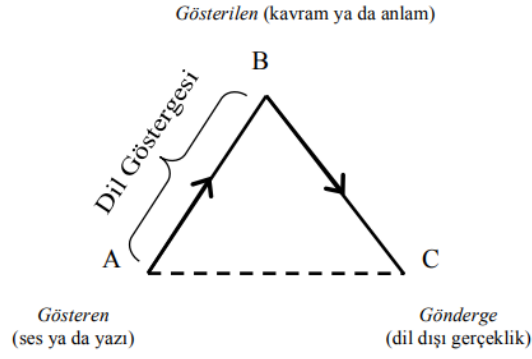 Gösterilen (kavram ya da anlam)
B
Dil Göstergesi
A
C
Gösteren
(ses ya da yazı)
Gönderge
(dil dışı gerçeklik)